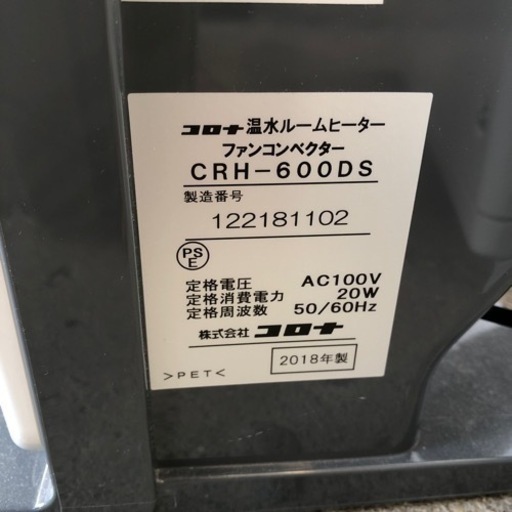 コロナ温水ルームヒーター
ファンコンベクター
CRH-600DS
製造番号
122181102
PS
E
定格電圧 AC100V
定格消費電力 20W
定格周波数 50/60Hz
株式会社コロナ
2018年製
>PET<